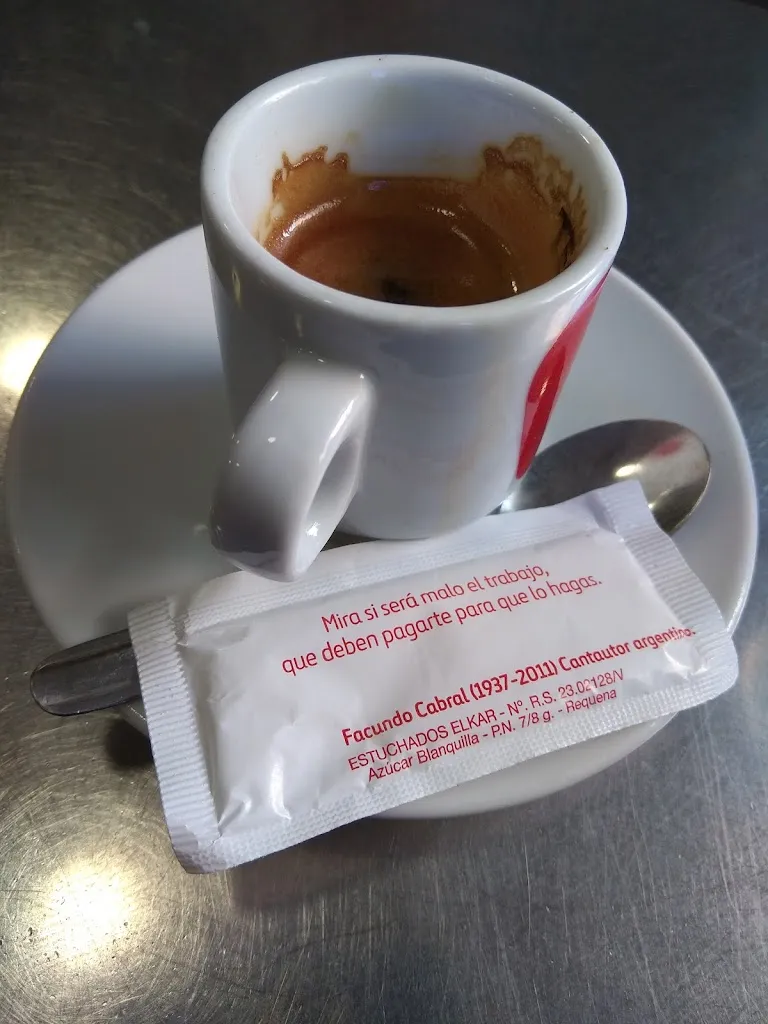 Mira si será malo el trabajo,
que deben pagarte para que lo hagas.
Facundo Cabral (1937-2011) Cantautor argentino.
ESTUCHADOS ELKAR - Nº. R.S. 23.02128/V
Azúcar Blanquilla - P.N. 7/8 g. - Requena